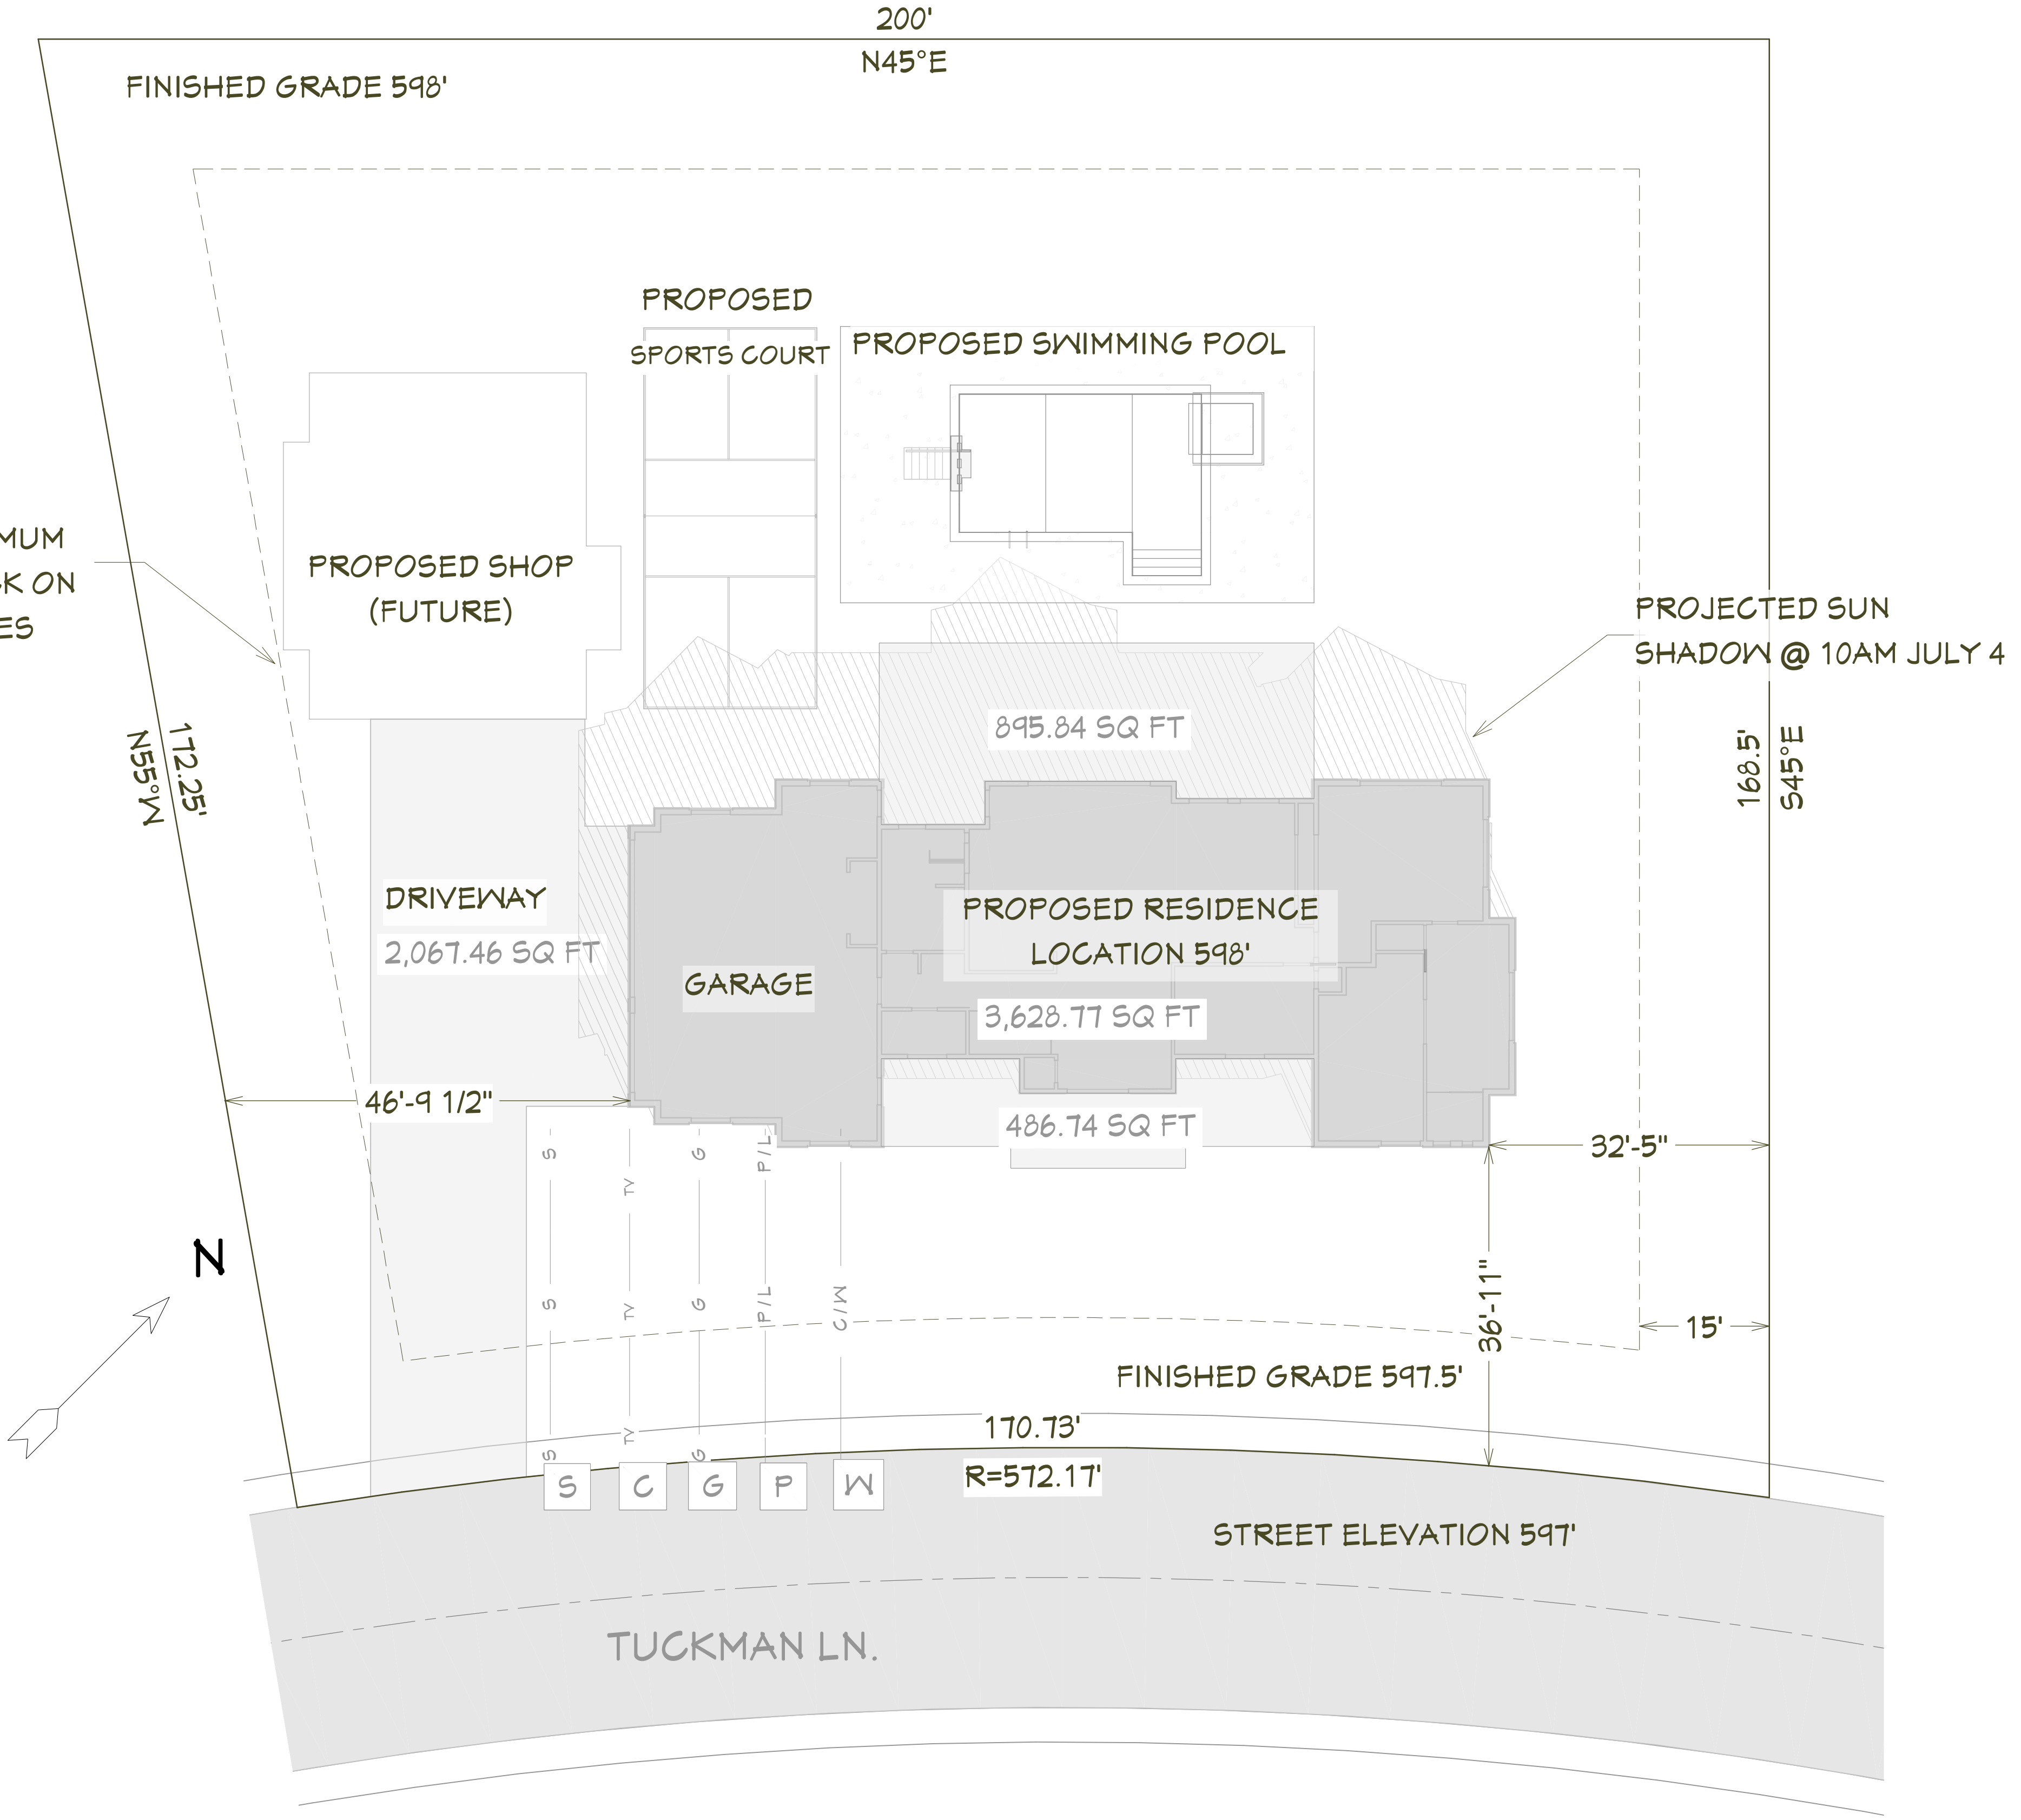 200'
N45°E
FINISHED GRADE 598'
PROPOSED
SPORTS COURT
PROPOSED SWIMMING POOL
MUM
K ON
ES
PROPOSED SHOP
(FUTURE)
PROJECTED SUN
SHADOW @ 10AM JULY 4
172.25'
N55°W
895.84 SQ FT
168.5'
S45°E
DRIVEWAY
2,067.46 SQ FT
GARAGE
PROPOSED RESIDENCE
LOCATION 598'
3,628.77 SQ FT
46'-9 1/2"
486.74 SQ FT
32'-5"
S
TV
G
P/L
N
S
TV
G
P/L
C/W
36'-11"
15'
FINISHED GRADE 597.5'
S
TV
G
170.73'
R=572.17'
S
C
G
P
W
STREET ELEVATION 597'
TUCKMAN LN.